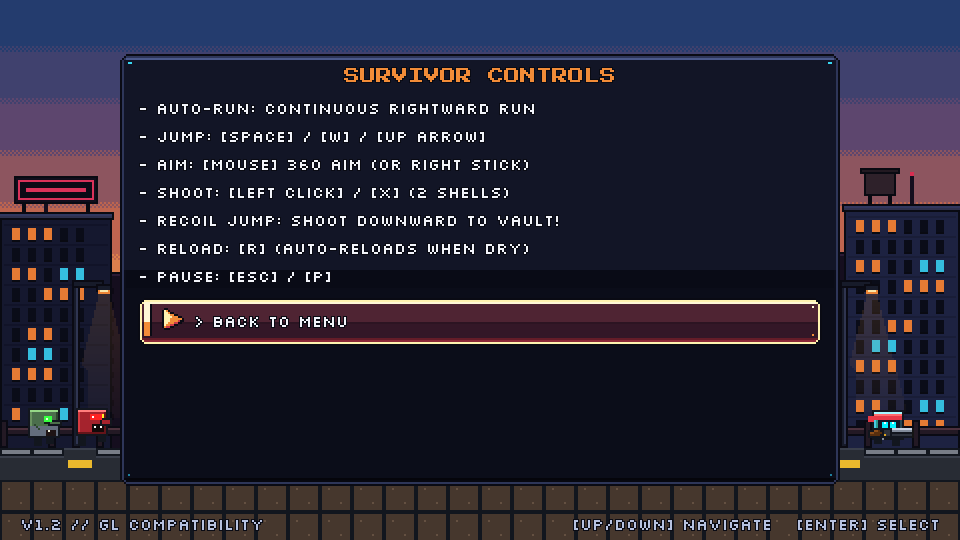 SURVIVOR CONTROLS
- AUTO-RUN: CONTINUOUS RIGHTWARD RUN
- JUMP: [SPACE] / [W] / [UP ARROW]
- AIM: [MOUSE] 360 AIM (OR RIGHT STICK)
- SHOOT: [LEFT CLICK] / [X] (2 SHELLS)
- RECOIL JUMP: SHOOT DOWNWARD TO VAULT!
- RELOAD: [R] (AUTO-RELOADS WHEN DRY)
- PAUSE: [ESC] / [P]
> BACK TO MENU
V1.2 // GL COMPATIBILITY
[UP/DOWN] NAVIGATE [ENTER] SELECT